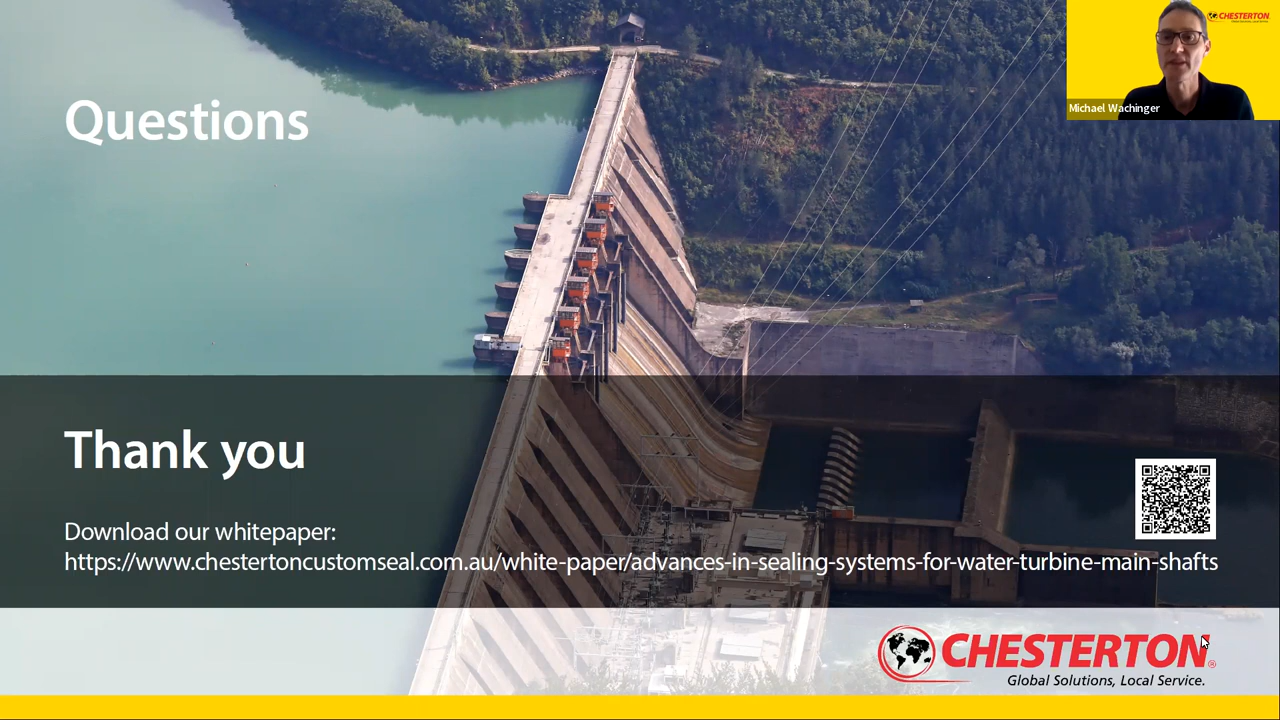 Questions
CHESTERTON
Michael Wachinger
Thank you
Download our whitepaper:
https://www.chestertoncustomseal.com.au/white-paper/advances-in-sealing-systems-for-water-turbine-main-shafts
CHESTERTON®
Global Solutions, Local Service.